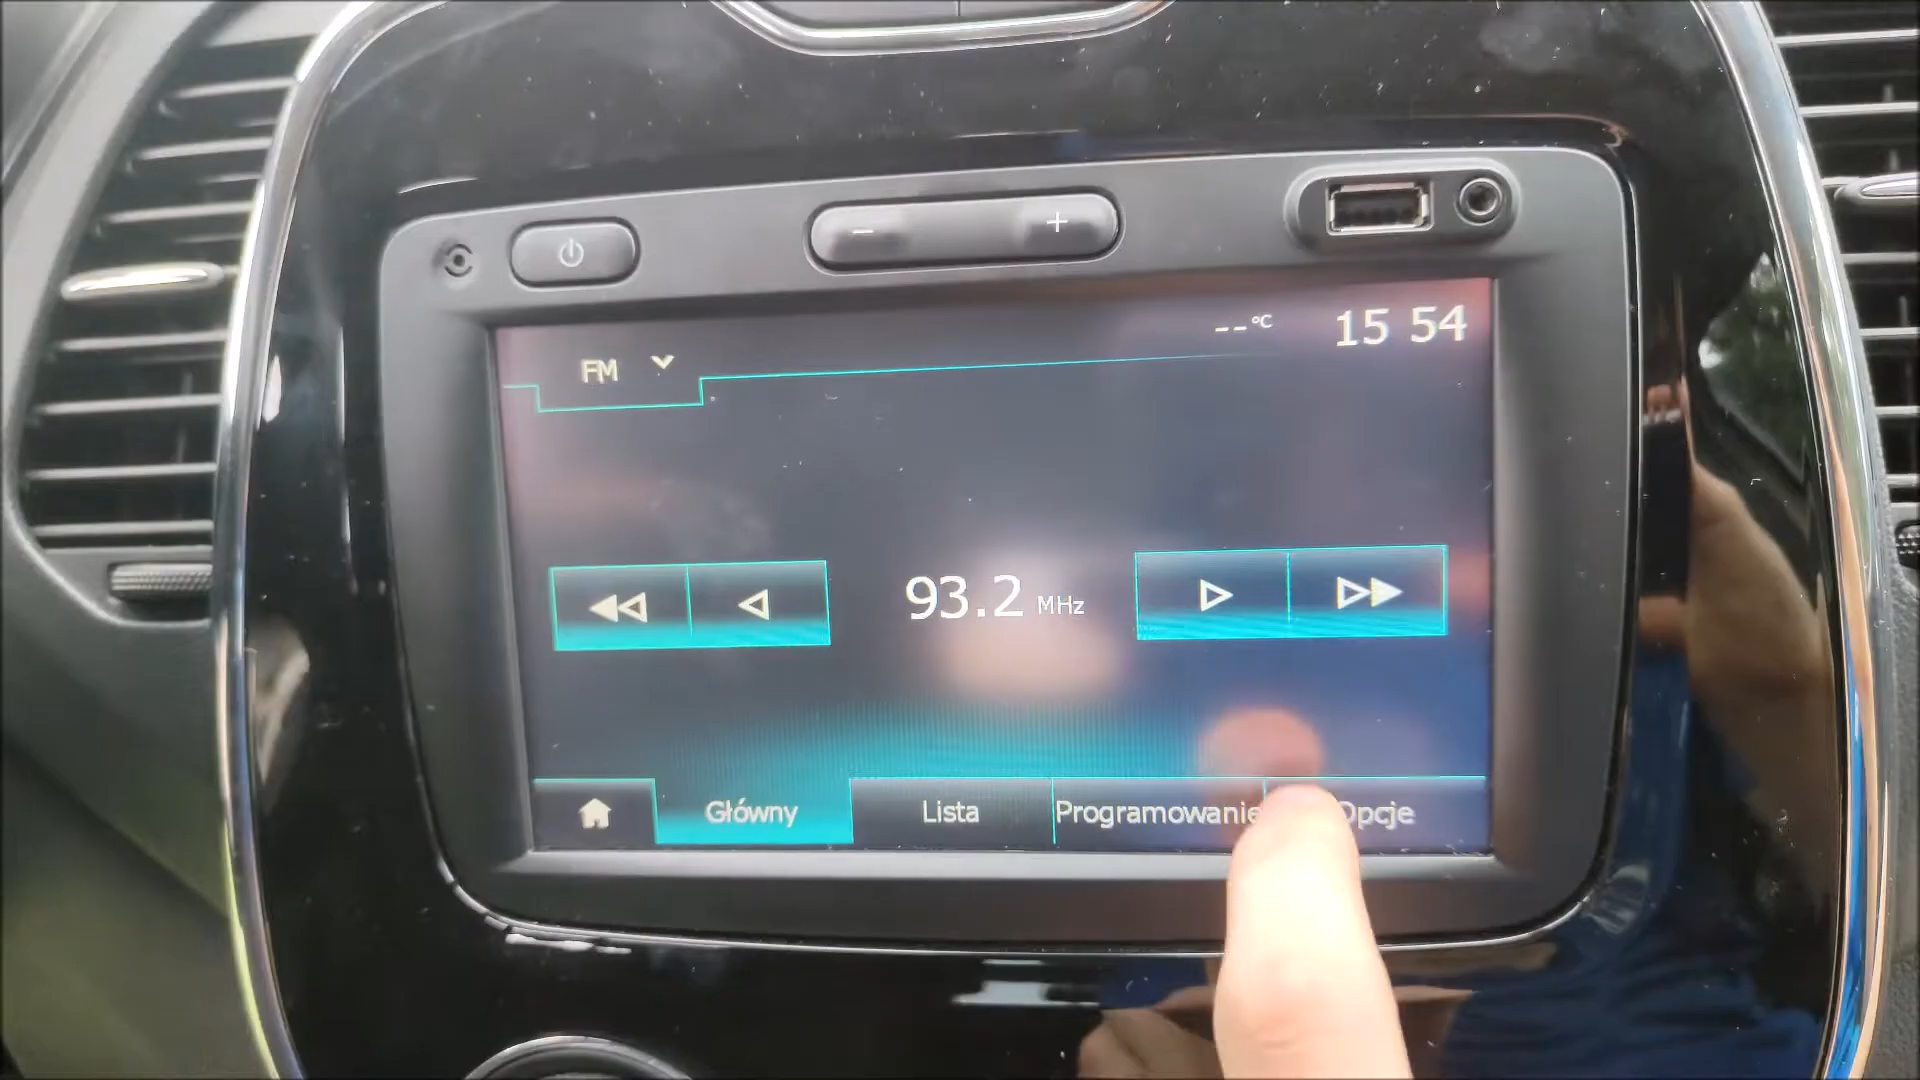 --°C
15 54
FM
93.2 MHz
Główny
Lista
Programowanie
Opcje